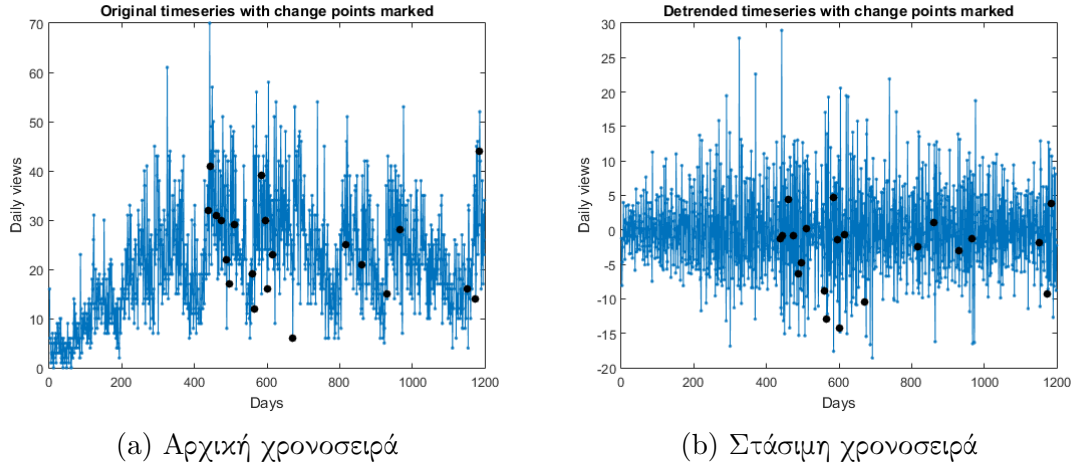 Original timeseries with change points marked
Daily views
70
60
50
40
30
20
10
0
0 200 400 600 800 1000 1200
Days
(a) Αρχική χρονοσειρά
Detrended timeseries with change points marked
Daily views
30
25
20
15
10
5
0
-5
-10
-15
-20
0 200 400 600 800 1000 1200
Days
(b) Στάσιμη χρονοσειρά